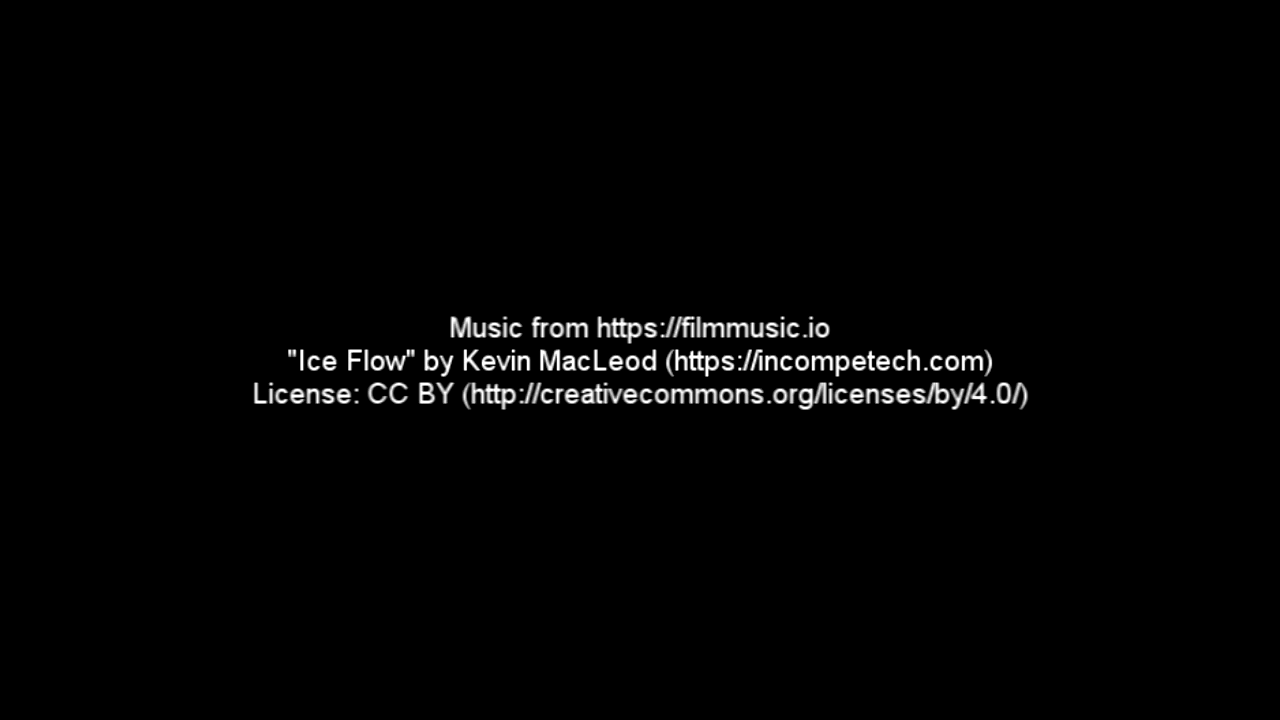 Music from https://filmmusic.io
"Ice Flow" by Kevin MacLeod (https://incompetech.com)
License: CC BY (http://creativecommons.org/licenses/by/4.0/)